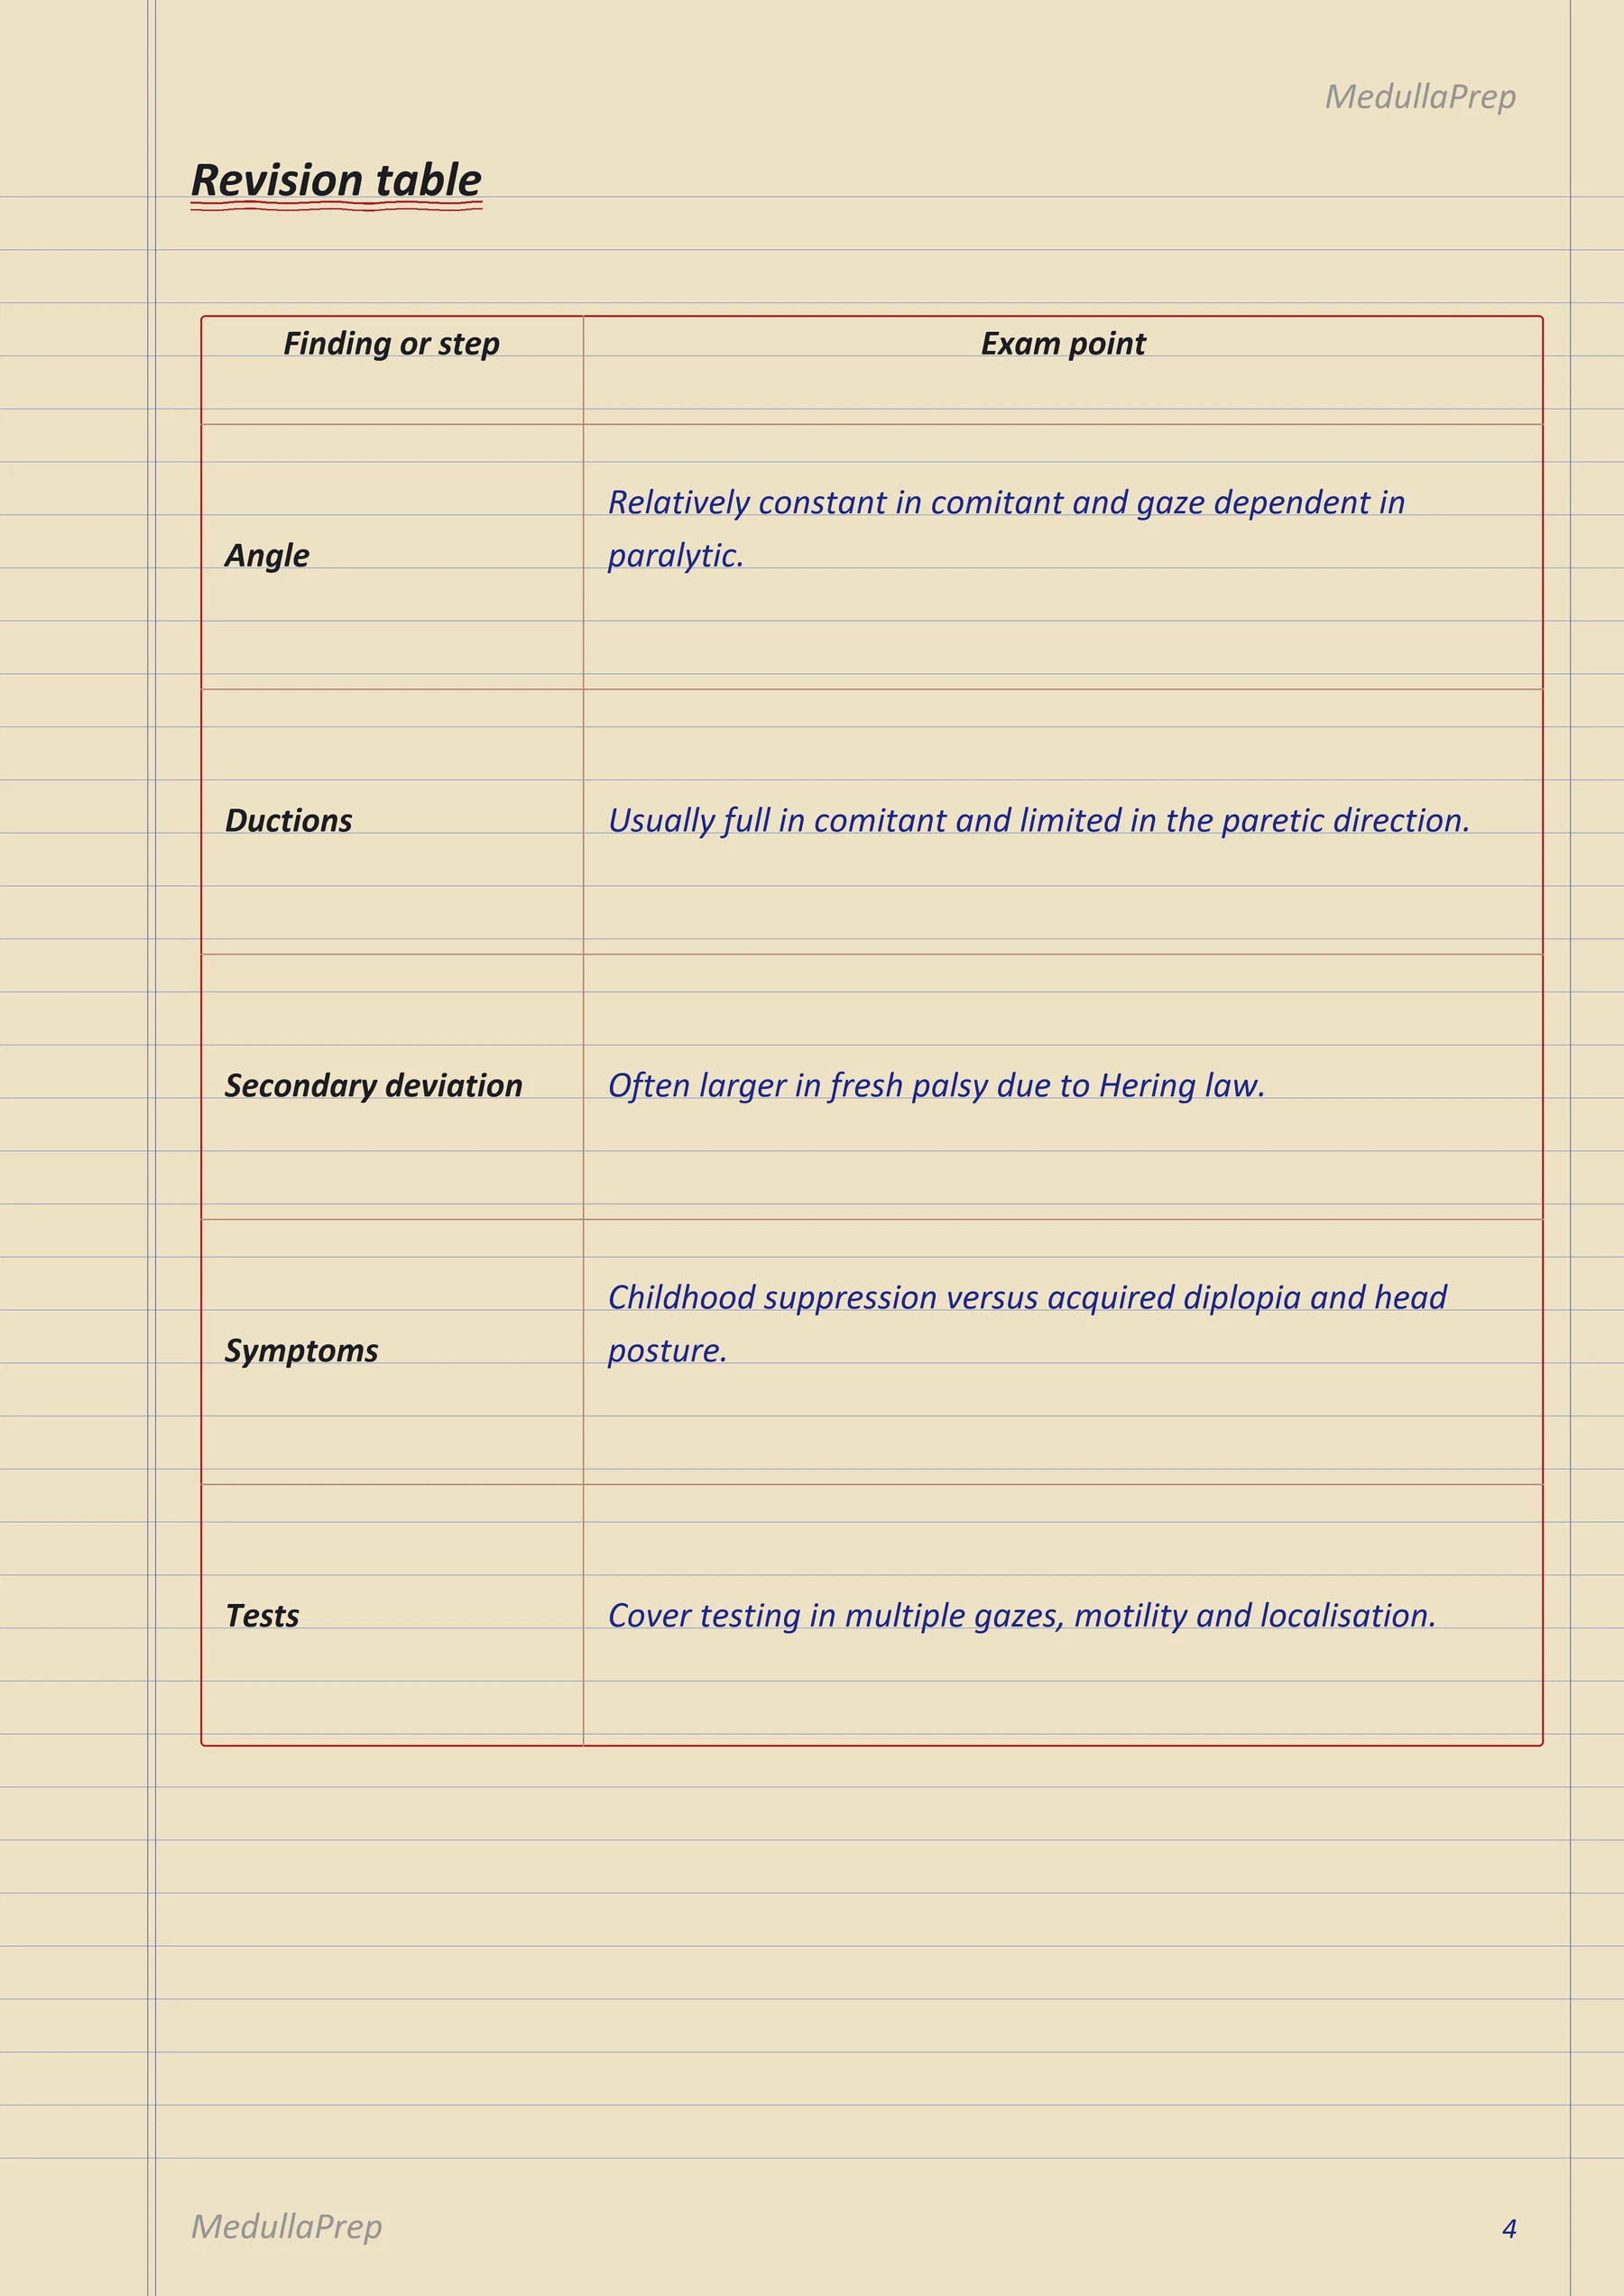 MedullaPrep
Revision table
Finding or step
Exam point
Angle
Relatively constant in comitant and gaze dependent in
paralytic.
Ductions
Usually full in comitant and limited in the paretic direction.
Secondary deviation
Often larger in fresh palsy due to Hering law.
Symptoms
Childhood suppression versus acquired diplopia and head
posture.
Tests
Cover testing in multiple gazes, motility and localisation.
MedullaPrep
4